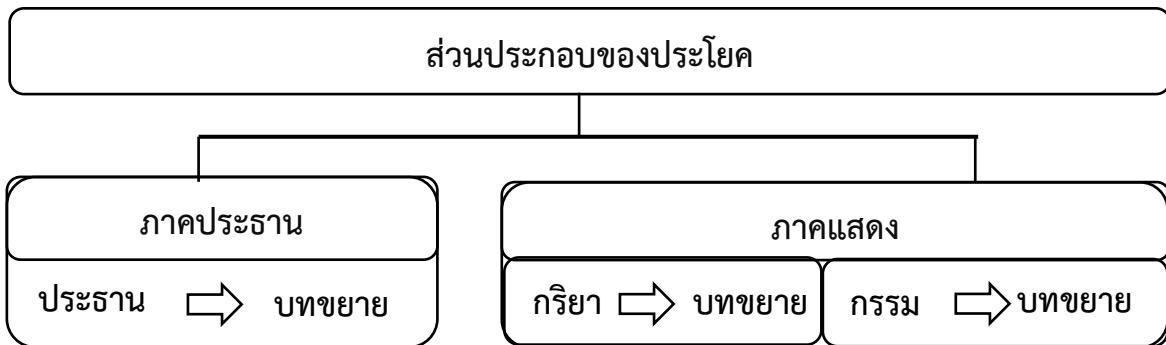 ส่วนประกอบของประโยค
ภาคประธาน
ภาคแสดง
ประธาน บทขยาย
กริยา บทขยาย
กรรม บทขยาย